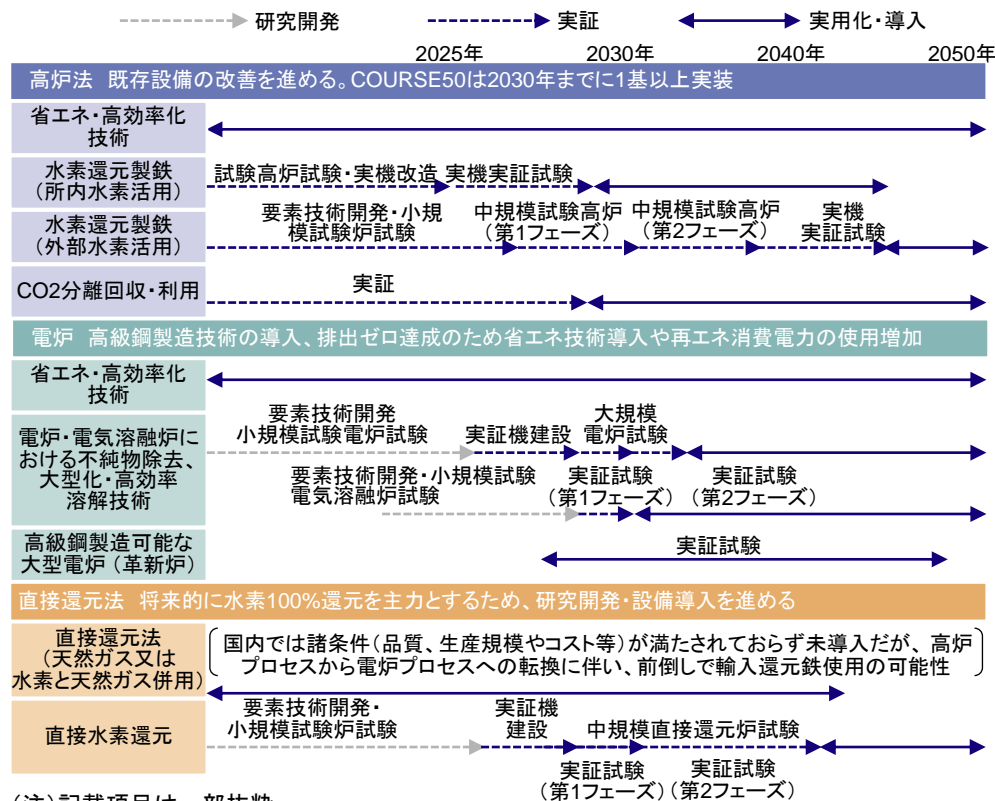 研究開発
実証
実用化・導入
2025年
2030年
2040年
2050年
高炉法 既存設備の改善を進める。COURSE50は2030年までに1基以上実装
省エネ・高効率化
技術
水素還元製鉄
（所内水素活用）
試験高炉試験・実機改造
実機実証試験
水素還元製鉄
（外部水素活用）
要素技術開発・小規
模試験炉試験
中規模試験高炉
（第1フェーズ）
中規模試験高炉
（第2フェーズ）
実機
実証試験
CO2分離回収・利用
実証
電炉 高級鋼製造技術の導入、排出ゼロ達成のため省エネ技術導入や再エネ消費電力の使用増加
省エネ・高効率化
技術
電炉・電気溶融炉に
おける不純物除去、
大型化・高効率
溶解技術
要素技術開発
小規模試験電炉試験
実証機建設
大規模
電炉試験
要素技術開発・小規模試験
電気溶融炉試験
実証試験
（第1フェーズ）
実証試験
（第2フェーズ）
高級鋼製造可能な
大型電炉（革新炉）
実証試験
直接還元法 将来的に水素100%還元を主力とするため、研究開発・設備導入を進める
直接還元法
（天然ガス又は
水素と天然ガス併用）
国内では諸条件（品質、生産規模やコスト等）が満たされておらず未導入だが、高炉
プロセスから電炉プロセスへの転換に伴い、前倒しで輸入還元鉄使用の可能性
直接水素還元
要素技術開発・
小規模試験炉試験
実証機
建設
中規模直接還元炉試験
実証試験
（第1フェーズ）
実証試験
（第2フェーズ）
（注）記載項目は一部抜粋